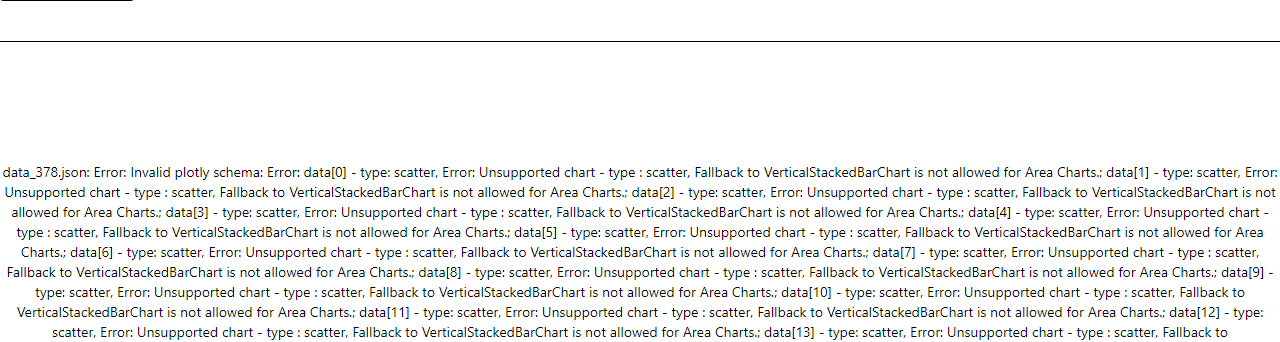 data_378.json: Error: Invalid plotly schema: Error: data[0] - type: scatter, Error: Unsupported chart - type : scatter, Fallback to VerticalStackedBarChart is not allowed for Area Charts.; data[1] - type: scatter, Error:
Unsupported chart - type : scatter, Fallback to VerticalStackedBarChart is not allowed for Area Charts.; data[2] - type: scatter, Error: Unsupported chart - type : scatter, Fallback to VerticalStackedBarChart is not
allowed for Area Charts.; data[3] - type: scatter, Error: Unsupported chart - type : scatter, Fallback to VerticalStackedBarChart is not allowed for Area Charts.; data[4] - type: scatter, Error: Unsupported chart -
type : scatter, Fallback to VerticalStackedBarChart is not allowed for Area Charts.; data[5] - type: scatter, Error: Unsupported chart - type : scatter, Fallback to VerticalStackedBarChart is not allowed for Area
Charts.; data[6] - type: scatter, Error: Unsupported chart - type : scatter, Fallback to VerticalStackedBarChart is not allowed for Area Charts.; data[7] - type: scatter, Error: Unsupported chart - type : scatter,
Fallback to VerticalStackedBarChart is not allowed for Area Charts.; data[8] - type: scatter, Error: Unsupported chart - type : scatter, Fallback to VerticalStackedBarChart is not allowed for Area Charts.; data[9] -
type: scatter, Error: Unsupported chart - type : scatter, Fallback to VerticalStackedBarChart is not allowed for Area Charts.; data[10] - type: scatter, Error: Unsupported chart - type : scatter, Fallback to
VerticalStackedBarChart is not allowed for Area Charts.; data[11] - type: scatter, Error: Unsupported chart - type : scatter, Fallback to VerticalStackedBarChart is not allowed for Area Charts.; data[12] - type:
scatter, Error: Unsupported chart - type : scatter, Fallback to VerticalStackedBarChart is not allowed for Area Charts.; data[13] - type: scatter, Error: Unsupported chart - type : scatter, Fallback to